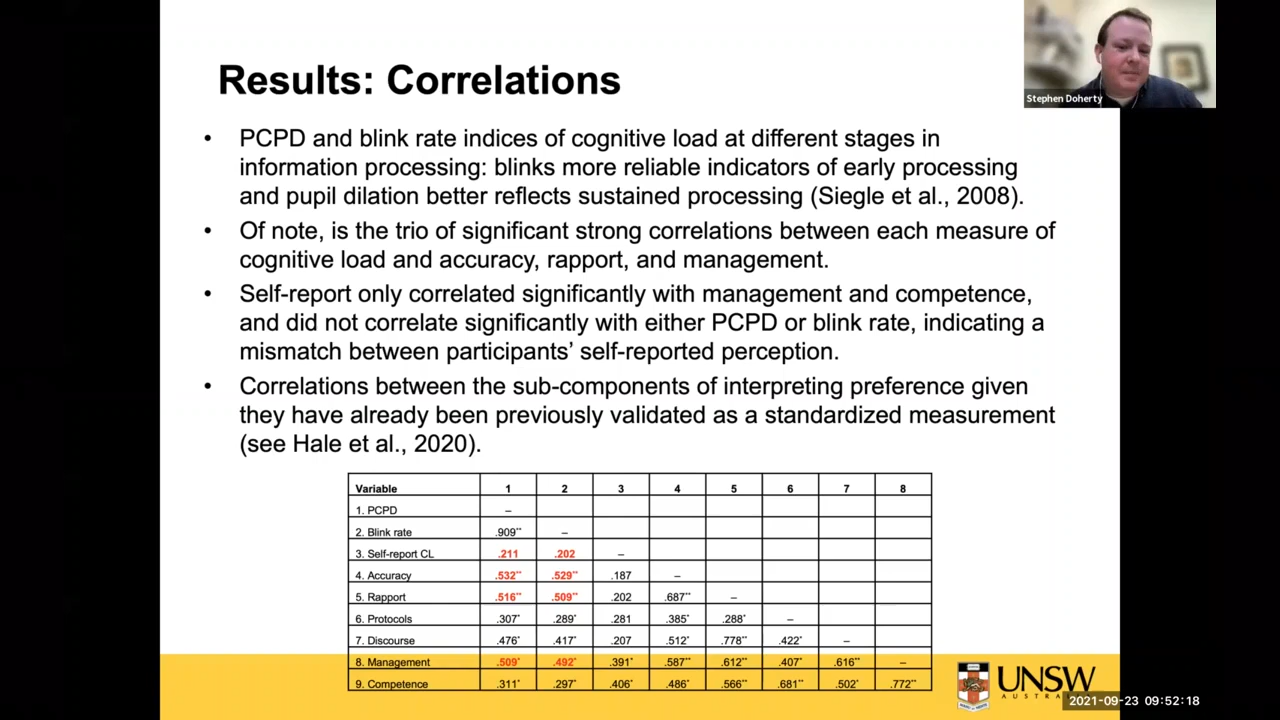 Results: Correlations
Stephen Doherty
• PCPD and blink rate indices of cognitive load at different stages in
information processing: blinks more reliable indicators of early processing
and pupil dilation better reflects sustained processing (Siegle et al., 2008).
• Of note, is the trio of significant strong correlations between each measure of
cognitive load and accuracy, rapport, and management.
• Self-report only correlated significantly with management and competence,
and did not correlate significantly with either PCPD or blink rate, indicating a
mismatch between participants’ self-reported perception.
• Correlations between the sub-components of interpreting preference given
they have already been previously validated as a standardized measurement
(see Hale et al., 2020).
Variable 1 2 3 4 5 6 7 8
1. PCPD –
2. Blink rate .909** –
3. Self-report CL .211 .202 –
4. Accuracy .532** .529** .187 –
5. Rapport .516** .509** .202 .687** –
6. Protocols .307* .289* .281 .385* .288* –
7. Discourse .476* .417* .207 .512* .778** .422* –
8. Management .509* .492* .391* .587** .612** .407* .616** –
9. Competence .311* .297* .406* .486* .566** .681** .502* .772**
UNSW
AUSTRALIA
2021-09-23 09:52:18